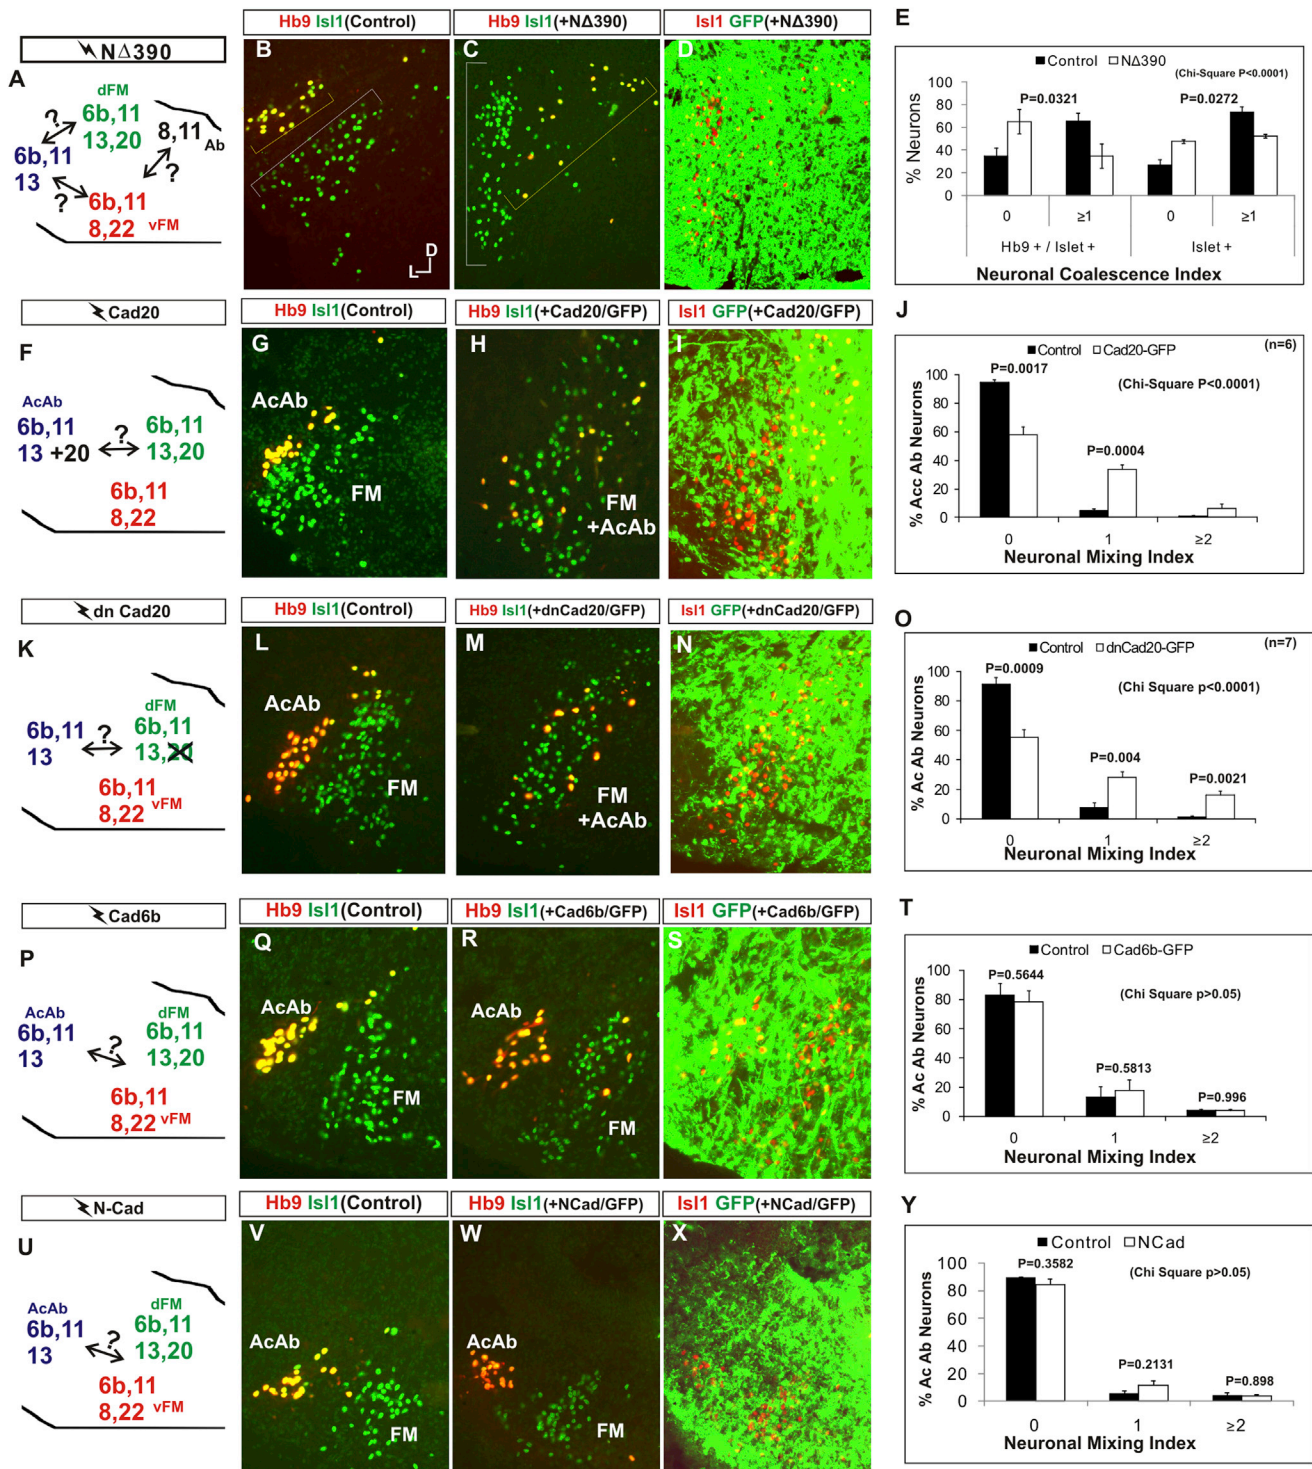 NΔ390
A
dFM
6b,11
13,20
?
8,11 Ab
6b,11
13
?
?
6b,11
8,22 vFM
Hb9 Isl1(Control)
B
D
L
Hb9 Isl1(+NΔ390)
C
Isl1 GFP(+NΔ390)
D
E
Control NΔ390
(Chi-Square P<0.0001)
P=0.0321
P=0.0272
% Neurons
100
80
60
40
20
0
0 ≥1 0 ≥1
Hb9 + / Islet + Islet +
Neuronal Coalescence Index
Cad20
F
AcAb
6b,11
13 +20
?
6b,11
13,20
6b,11
8,22
Hb9 Isl1(Control)
G
AcAb
FM
Hb9 Isl1(+Cad20/GFP)
H
FM
+AcAb
Isl1 GFP(+Cad20/GFP)
I
J
Control Cad20-GFP
(n=6)
P=0.0017
(Chi-Square P<0.0001)
P=0.0004
% Acc Ab Neurons
100
80
60
40
20
0
0 1 ≥2
Neuronal Mixing Index
dn Cad20
K
6b,11
13
?
dFM
6b,11
13,20
6b,11
8,22 vFM
Hb9 Isl1(Control)
L
AcAb
FM
Hb9 Isl1(+dnCad20/GFP)
M
FM
+AcAb
Isl1 GFP(+dnCad20/GFP)
N
O
Control dnCad20-GFP
(n=7)
P=0.0009
(Chi Square p<0.0001)
P=0.004
P=0.0021
% Ac Ab Neurons
100
80
60
40
20
0
0 1 ≥2
Neuronal Mixing Index
Cad6b
P
AcAb
6b,11
13
?
dFM
6b,11
13,20
6b,11
8,22 vFM
Hb9 Isl1(Control)
Q
AcAb
FM
Hb9 Isl1(+Cad6b/GFP)
R
AcAb
FM
Isl1 GFP(+Cad6b/GFP)
S
T
Control Cad6b-GFP
P=0.5644
(Chi Square p>0.05)
P=0.5813
P=0.996
% Ac Ab Neurons
100
80
60
40
20
0
0 1 ≥2
Neuronal Mixing Index
N-Cad
U
AcAb
6b,11
13
?
dFM
6b,11
13,20
6b,11
8,22 vFM
Hb9 Isl1(Control)
V
AcAb
FM
Hb9 Isl1(+NCad/GFP)
W
AcAb
FM
Isl1 GFP(+NCad/GFP)
X
Y
Control NCad
P=0.3582
(Chi Square p>0.05)
P=0.2131
P=0.898
% Ac Ab Neurons
100
80
60
40
20
0
0 1 ≥2
Neuronal Mixing Index